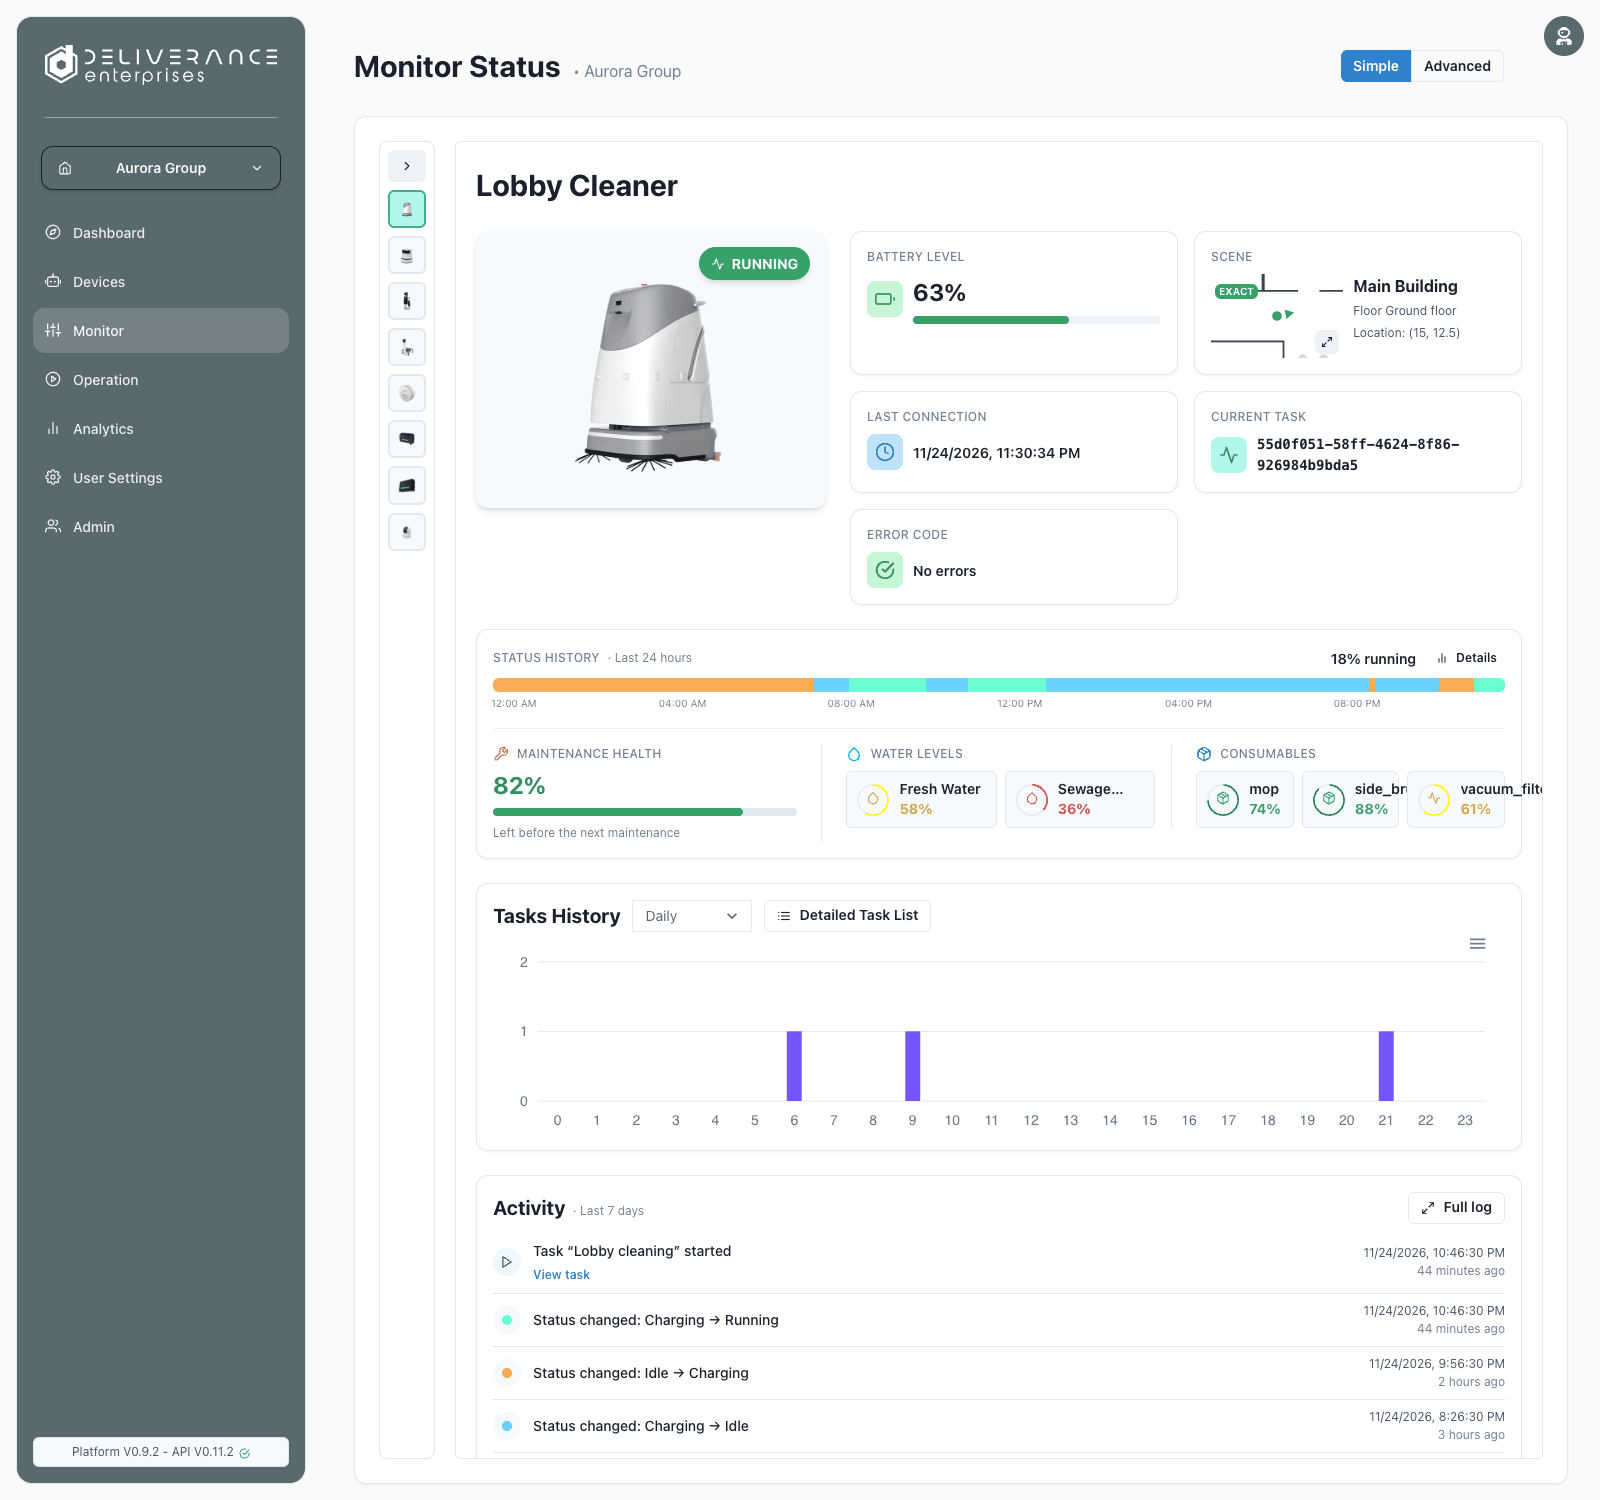 DELIVERANCE
enterprises
Aurora Group
Dashboard
Devices
Monitor
Operation
Analytics
User Settings
Admin
Platform V0.9.2 - API V0.11.2
Monitor Status · Aurora Group
Simple
Advanced
Lobby Cleaner
RUNNING
BATTERY LEVEL
63%
SCENE
EXACT
Main Building
Floor Ground floor
Location: (15, 12.5)
LAST CONNECTION
11/24/2026, 11:30:34 PM
CURRENT TASK
55d0f051-58ff-4624-8f86-
926984b9bda5
ERROR CODE
No errors
STATUS HISTORY · Last 24 hours
18% running
Details
12:00 AM 04:00 AM 08:00 AM 12:00 PM 04:00 PM 08:00 PM
MAINTENANCE HEALTH
82%
Left before the next maintenance
WATER LEVELS
Fresh Water
58%
Sewage...
36%
CONSUMABLES
mop
74%
side_bru
88%
vacuum_filte
61%
Tasks History
Daily
Detailed Task List
2
1
0
0 1 2 3 4 5 6 7 8 9 10 11 12 13 14 15 16 17 18 19 20 21 22 23
Activity · Last 7 days
Full log
Task “Lobby cleaning” started
View task
11/24/2026, 10:46:30 PM
44 minutes ago
Status changed: Charging → Running
11/24/2026, 10:46:30 PM
44 minutes ago
Status changed: Idle → Charging
11/24/2026, 9:56:30 PM
2 hours ago
Status changed: Charging → Idle
11/24/2026, 8:26:30 PM
3 hours ago